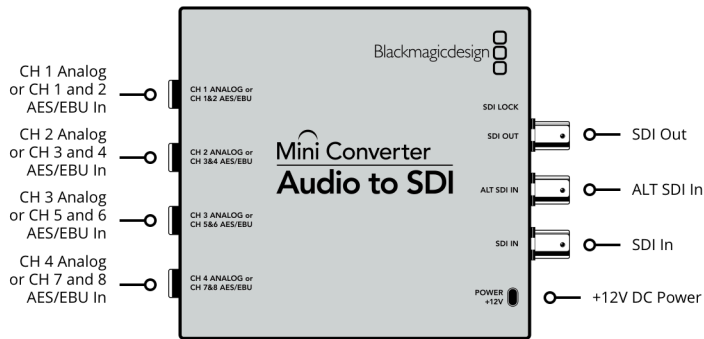 Blackmagicdesign
CH 1 Analog
or CH 1 and 2
AES/EBU In
CH 1 ANALOG or
CH 1&2 AES/EBU
SDI LOCK
SDI OUT
SDI Out
CH 2 Analog
or CH 3 and 4
AES/EBU In
CH 2 ANALOG or
CH 3&4 AES/EBU
Mini Converter
Audio to SDI
ALT SDI IN
ALT SDI In
CH 3 Analog
or CH 5 and 6
AES/EBU In
CH 3 ANALOG or
CH 5&6 AES/EBU
SDI IN
SDI In
CH 4 Analog
or CH 7 and 8
AES/EBU In
CH 4 ANALOG or
CH 7&8 AES/EBU
POWER
+12V
+12V DC Power